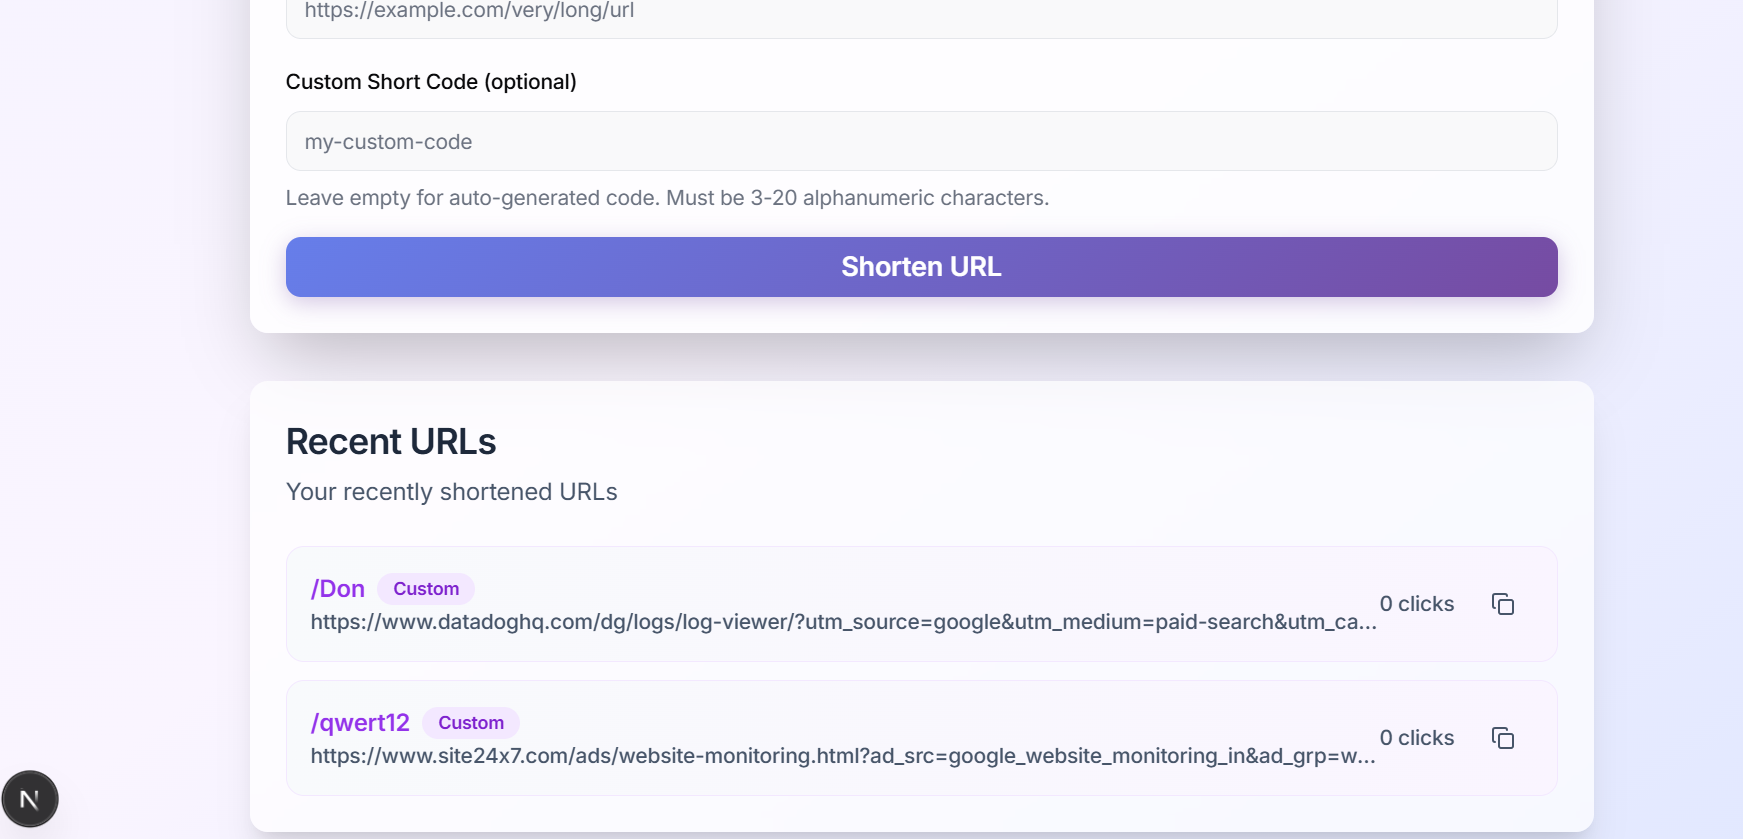 https://example.com/very/long/url
Custom Short Code (optional)
my-custom-code
Leave empty for auto-generated code. Must be 3-20 alphanumeric characters.
Shorten URL
Recent URLs
Your recently shortened URLs
/Don Custom
https://www.datadoghq.com/dg/logs/log-viewer/?utm_source=google&utm_medium=paid-search&utm_ca...
0 clicks
/qwert12 Custom
https://www.site24x7.com/ads/website-monitoring.html?ad_src=google_website_monitoring_in&ad_grp=w...
0 clicks
N